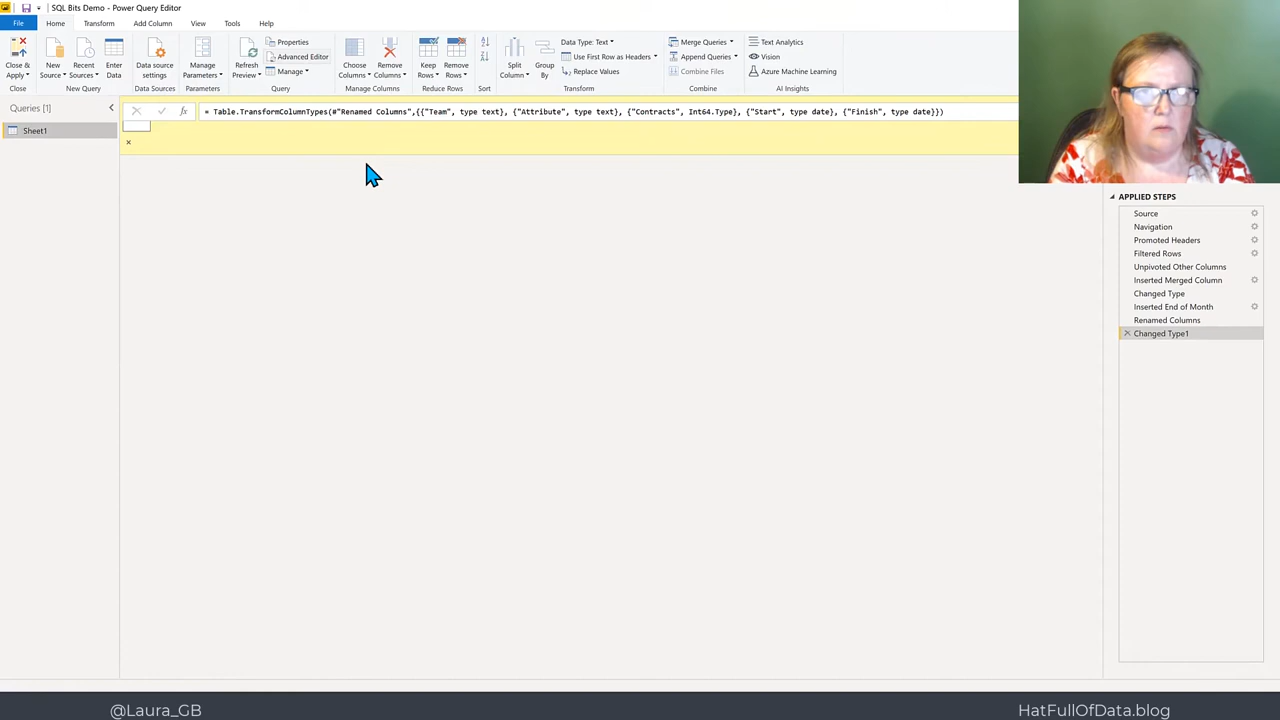 SQL Bits Demo - Power Query Editor
File Home Transform Add Column View Tools Help
Close & Apply
New Source
Recent Sources
Enter Data
Data source settings
Manage Parameters
Refresh Preview
Properties
Advanced Editor
Manage
Choose Columns
Remove Columns
Keep Rows
Remove Rows
Split Column
Group By
Data Type: Text
Use First Row as Headers
Replace Values
Merge Queries
Append Queries
Combine Files
Text Analytics
Vision
Azure Machine Learning
Close New Query Data Sources Parameters Query Manage Columns Reduce Rows Sort Transform Combine AI Insights
Queries [1]
fx = Table.TransformColumnTypes(#"Renamed Columns",{{"Team", type text}, {"Attribute", type text}, {"Contracts", Int64.Type}, {"Start", type date}, {"Finish", type date}})
Sheet1
APPLIED STEPS
Source
Navigation
Promoted Headers
Filtered Rows
Unpivoted Other Columns
Inserted Merged Column
Changed Type
Inserted End of Month
Renamed Columns
Changed Type1
@Laura_GB HatFullOfData.blog